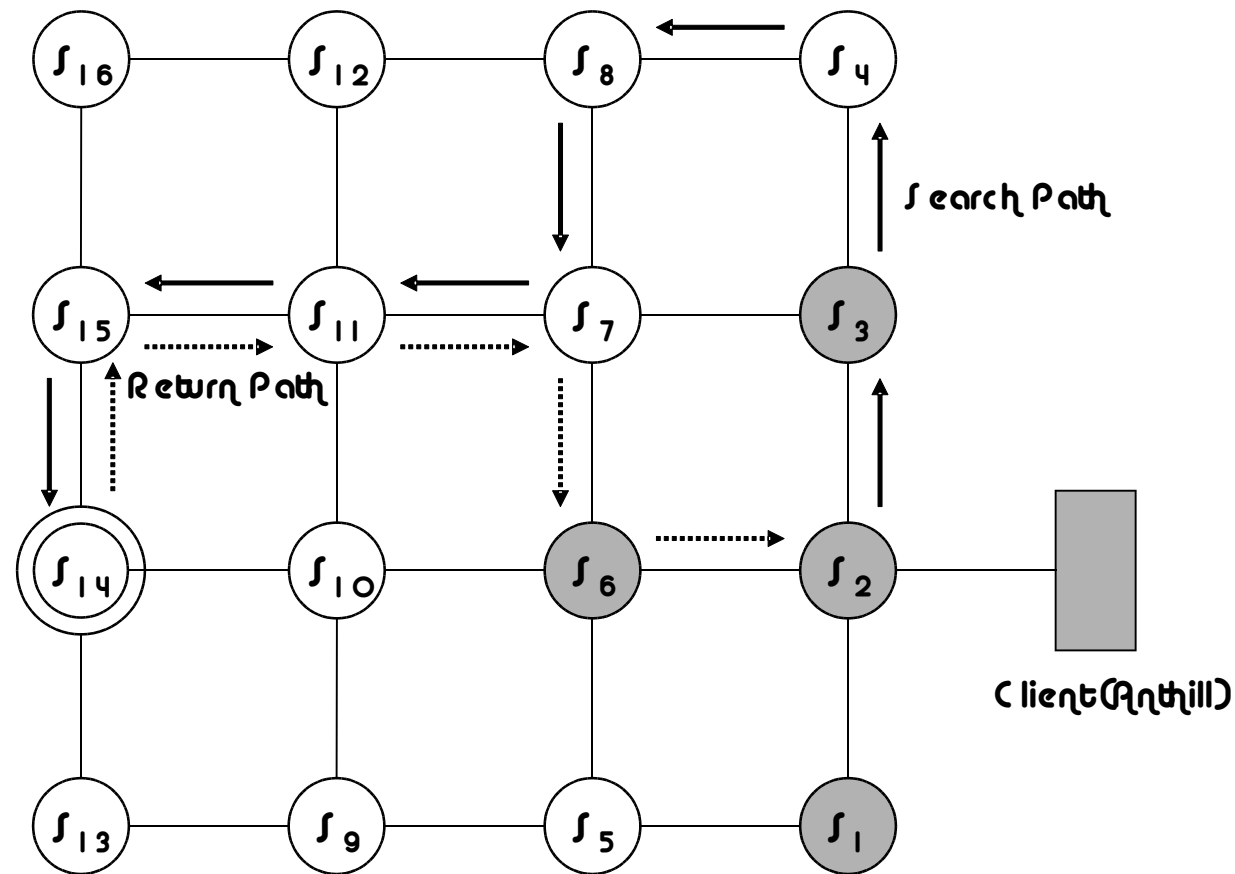 S16 S12 S8 S4
Search Path
S15 S11 S7 S3
Return Path
S14 S10 S6 S2
Client(Anthill)
S13 S9 S5 S1